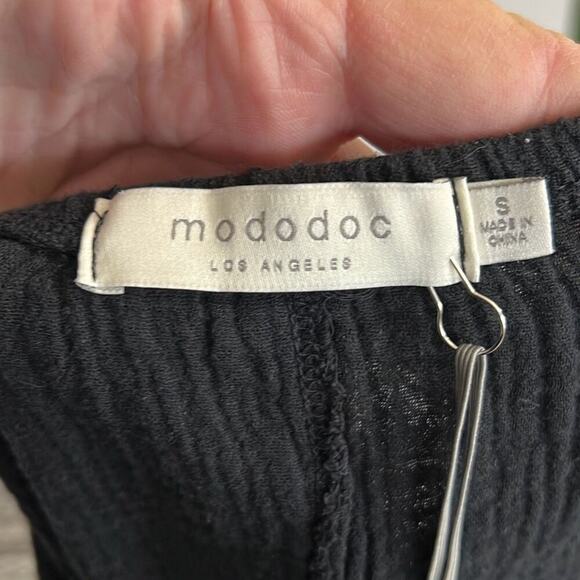 mododoc
LOS ANGELES
S
MADE IN
CHINA